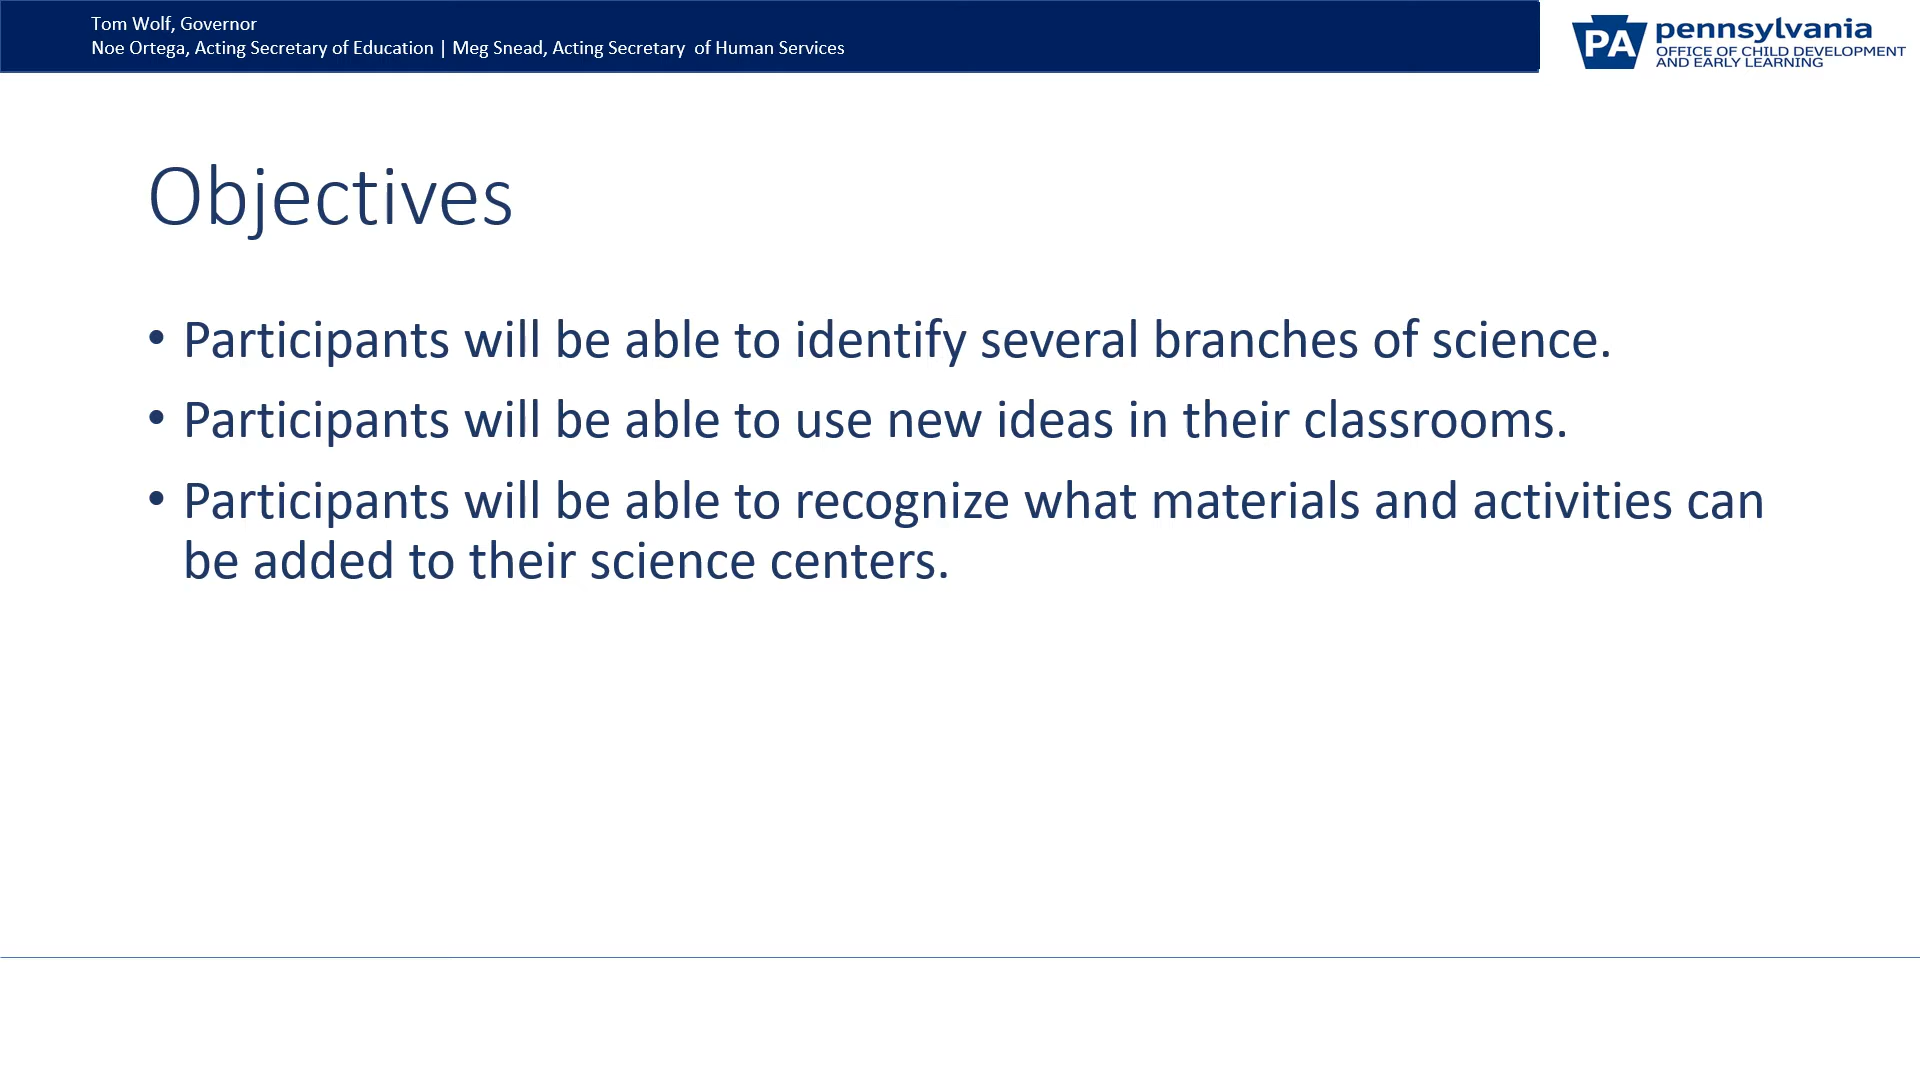 Tom Wolf, Governor
Noe Ortega, Acting Secretary of Education | Meg Snead, Acting Secretary  of Human Services
PA
pennsylvania
OFFICE OF CHILD DEVELOPMENT
AND EARLY LEARNING
Objectives
• Participants will be able to identify several branches of science.
• Participants will be able to use new ideas in their classrooms.
• Participants will be able to recognize what materials and activities can
be added to their science centers.